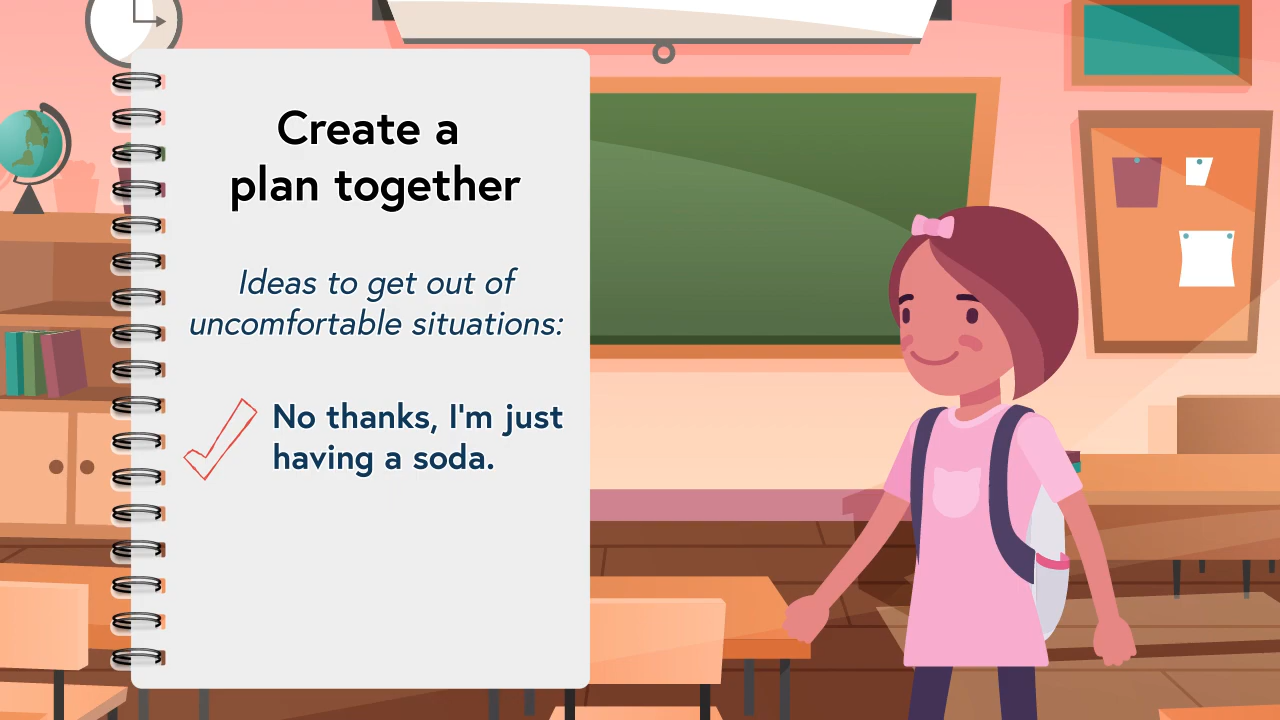 Create a
plan together
Ideas to get out of
uncomfortable situations:
No thanks, I'm just
having a soda.